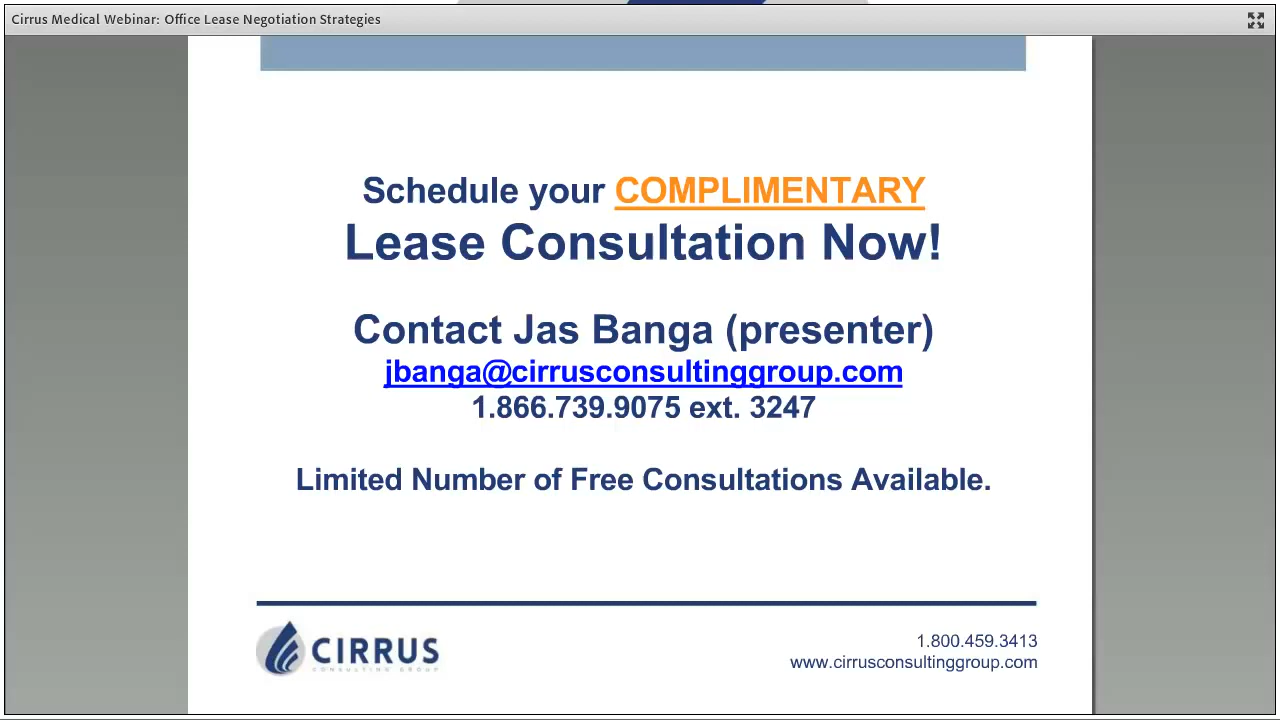 Cirrus Medical Webinar: Office Lease Negotiation Strategies
Schedule your COMPLIMENTARY
Lease Consultation Now!
Contact Jas Banga (presenter)
jbanga@cirrusconsultinggroup.com
1.866.739.9075 ext. 3247
Limited Number of Free Consultations Available.
CIRRUS
CONSULTING GROUP
1.800.459.3413
www.cirrusconsultinggroup.com